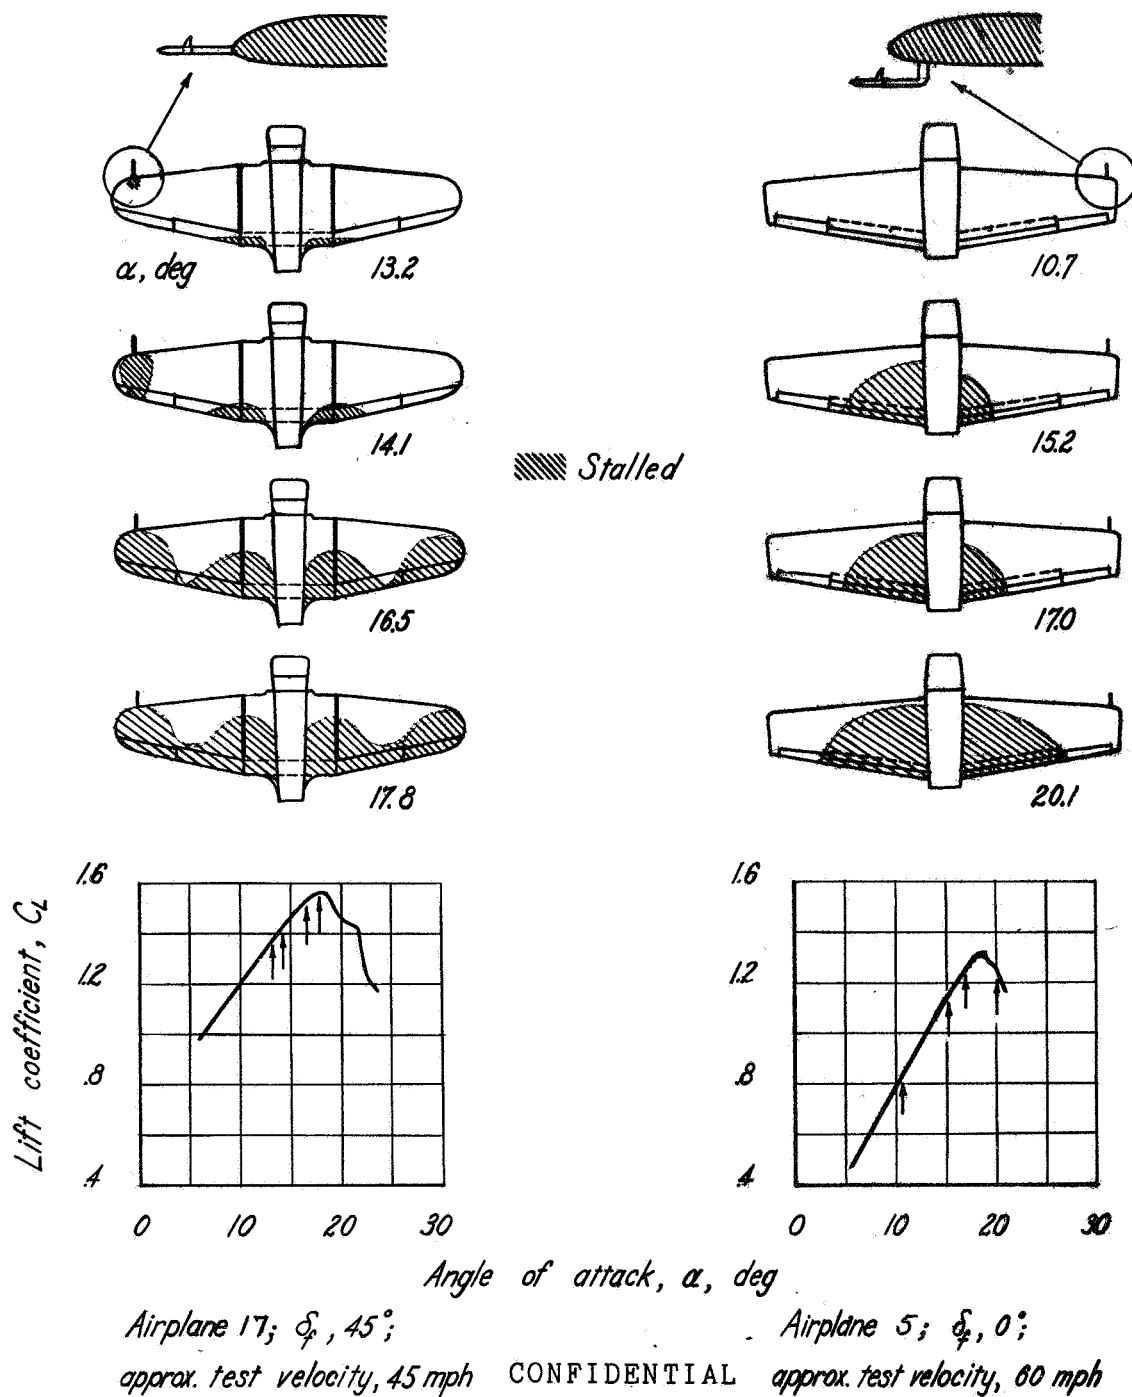 α, deg
13.2
10.7
14.1
15.2
Stalled
16.5
17.0
17.8
20.1
Lift coefficient, C_L
1.6
1.2
.8
.4
0 10 20 30
1.6
1.2
.8
.4
0 10 20 30
Angle of attack, α, deg
Airplane 17; δ_f, 45°;
approx. test velocity, 45 mph
Airplane 5; δ_f, 0°;
approx. test velocity, 60 mph
CONFIDENTIAL